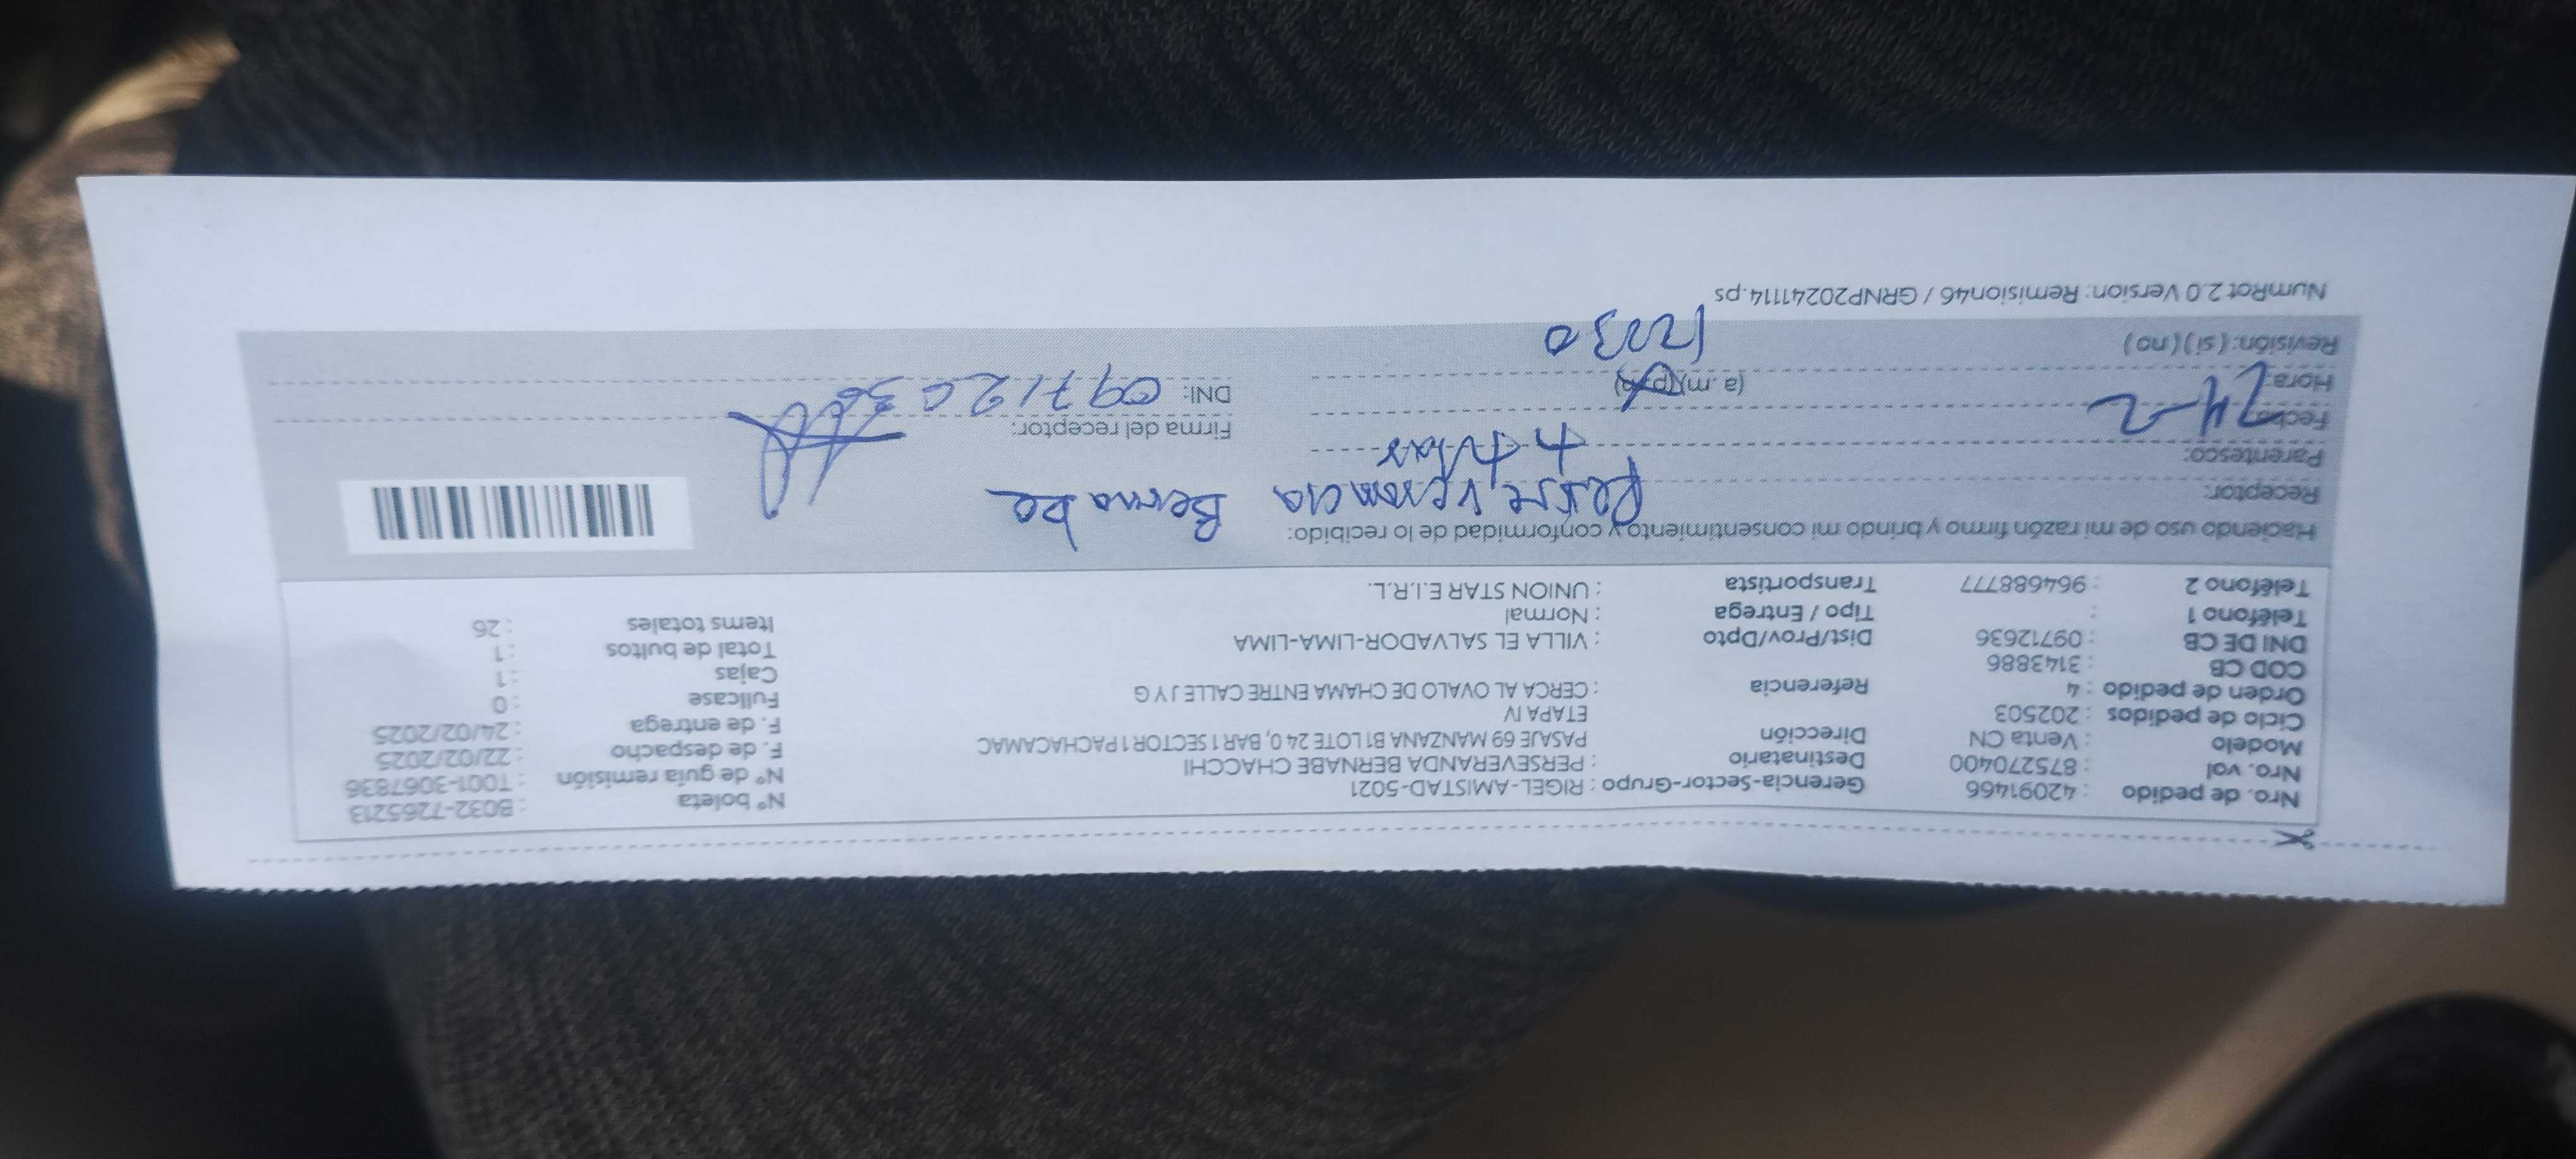 Nro. de pedido : 42091466 Gerencia-Sector-Grupo : RIGEL-AMISTAD-5021 Nº boleta : B032-7265213
Nro. vol : 875270400 Destinatario : PERSEVERANDA BERNABE CHACCHI Nº de guía remisión : T001-3067836
Modelo : Venta CN Dirección PASAJE 69 MANZANA B1 LOTE 24 0, BAR 1 SECTOR 1 PACHACAMAC F. de despacho : 22/02/2025
Ciclo de pedidos : 202503 ETAPA IV F. de entrega : 24/02/2025
Orden de pedido : 4 Referencia : CERCA AL OVALO DE CHAMA ENTRE CALLE J Y G Fullcase : 0
COD CB : 3143886 Cajas : 1
DNI DE CB : 09712636 Dist/Prov/Dpto : VILLA EL SALVADOR-LIMA-LIMA Total de bultos : 1
Teléfono 1 : Tipo / Entrega : Normal Items totales : 26
Teléfono 2 : 964688777 Transportista : UNION STAR E.I.R.L.
Haciendo uso de mi razón firmo y brindo mi consentimiento y conformidad de lo recibido:
Receptor: Bernabe
Parentesco: titular
Fecha: 24-2 Firma del receptor:
Hora: (a.m)(p.m) DNI:
Revisión: ( si ) ( no ) 1230
NumRot 2.0 Version: Remision46 / GRNP20241114.ps